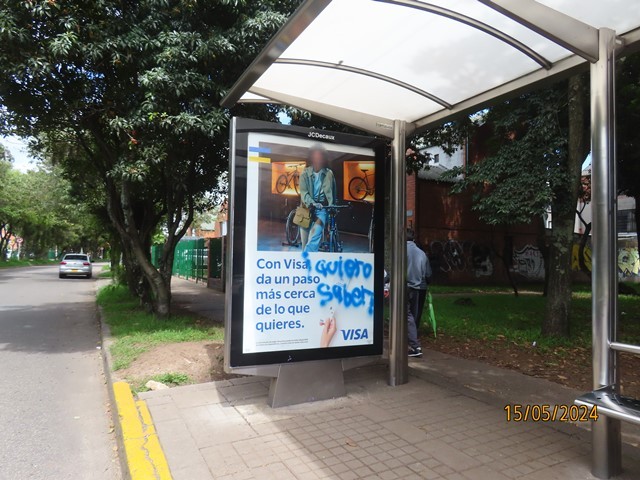 JCDecaux
Con Visa,
da un paso
más cerca
de lo que
quieres.
¡quiero
saber,
VISA
15/05/2024